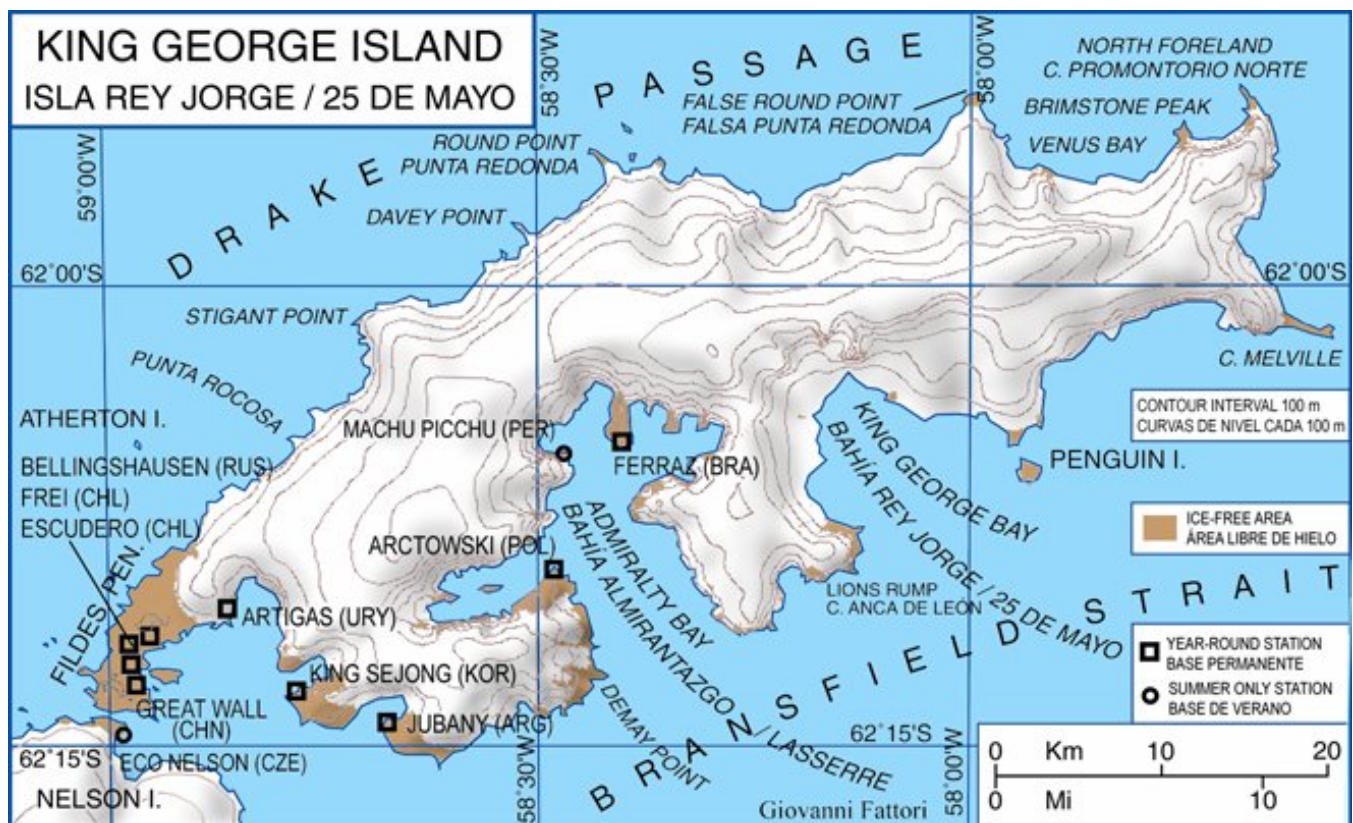 KING GEORGE ISLAND
ISLA REY JORGE / 25 DE MAYO
59°00'W
58°30'W
58°00'W
DRAKE PASSAGE
NORTH FORELAND
C. PROMONTORIO NORTE
FALSE ROUND POINT
FALSA PUNTA REDONDA
BRIMSTONE PEAK
VENUS BAY
ROUND POINT
PUNTA REDONDA
DAVEY POINT
62°00'S
62°00'S
STIGANT POINT
PUNTA ROCOSA
C. MELVILLE
ATHERTON I.
BELLINGSHAUSEN (RUS)
FREI (CHL)
ESCUDERO (CHL)
MACHU PICCHU (PER)
FERRAZ (BRA)
KING GEORGE BAY
BAHÍA REY JORGE / 25 DE MAYO
PENGUIN I.
CONTOUR INTERVAL 100 m
CURVAS DE NIVEL CADA 100 m
ICE-FREE AREA
ÁREA LIBRE DE HIELO
ARCTOWSKI (POL)
ADMIRALTY BAY
BAHÍA ALMIRANTAZGO / LASSERRE
LIONS RUMP
C. ANCA DE LEÓN
FILDES PEN.
ARTIGAS (URY)
KING SEJONG (KOR)
GREAT WALL
(CHN)
JUBANY (ARG)
DEMAY POINT
BRANSFIELD STRAIT
YEAR-ROUND STATION
BASE PERMANENTE
SUMMER ONLY STATION
BASE DE VERANO
62°15'S
62°15'S
ECO NELSON (CZE)
NELSON I.
58°30'W
58°00'W
Giovanni Fattori
0 Km 10 20
0 Mi 10